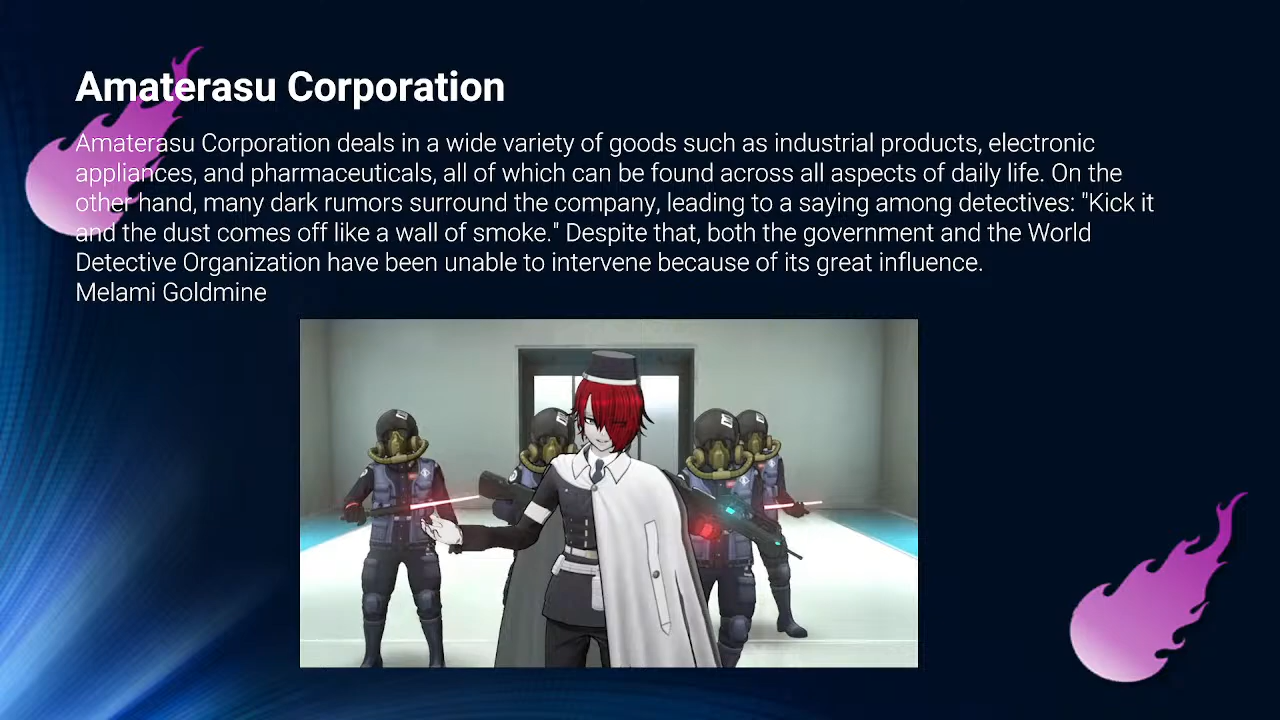 Amaterasu Corporation
Amaterasu Corporation deals in a wide variety of goods such as industrial products, electronic
appliances, and pharmaceuticals, all of which can be found across all aspects of daily life. On the
other hand, many dark rumors surround the company, leading to a saying among detectives: "Kick it
and the dust comes off like a wall of smoke." Despite that, both the government and the World
Detective Organization have been unable to intervene because of its great influence.
Melami Goldmine